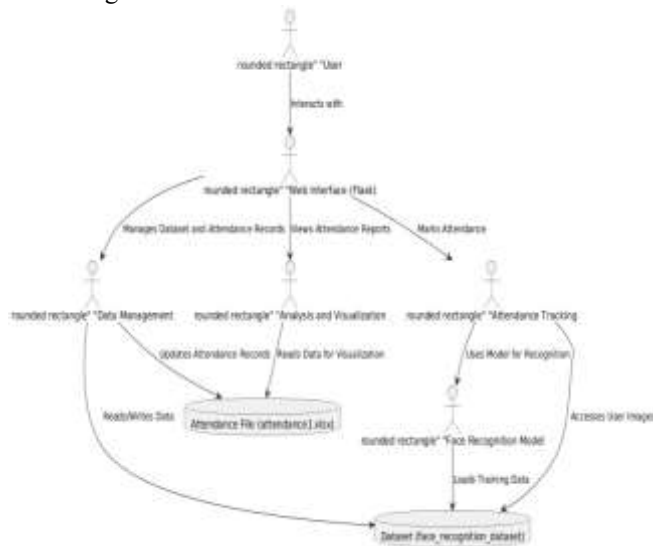 rounded rectangle" "User
Interacts with
rounded rectangle" "Web Interface (Flask)
Manages Dataset and Attendance Records
Views Attendance Reports
Marks Attendance
rounded rectangle" "Data Management
rounded rectangle" "Analysis and Visualization
rounded rectangle" "Attendance Tracking
Updates Attendance Records
Reads Data for Visualization
Uses Model for Recognition
Reads/Writes Data
Attendance File (attendance1.xlsx)
Accesses User Images
rounded rectangle" "Face Recognition Model
Loads Training Data
Dataset (face_recognition_dataset)